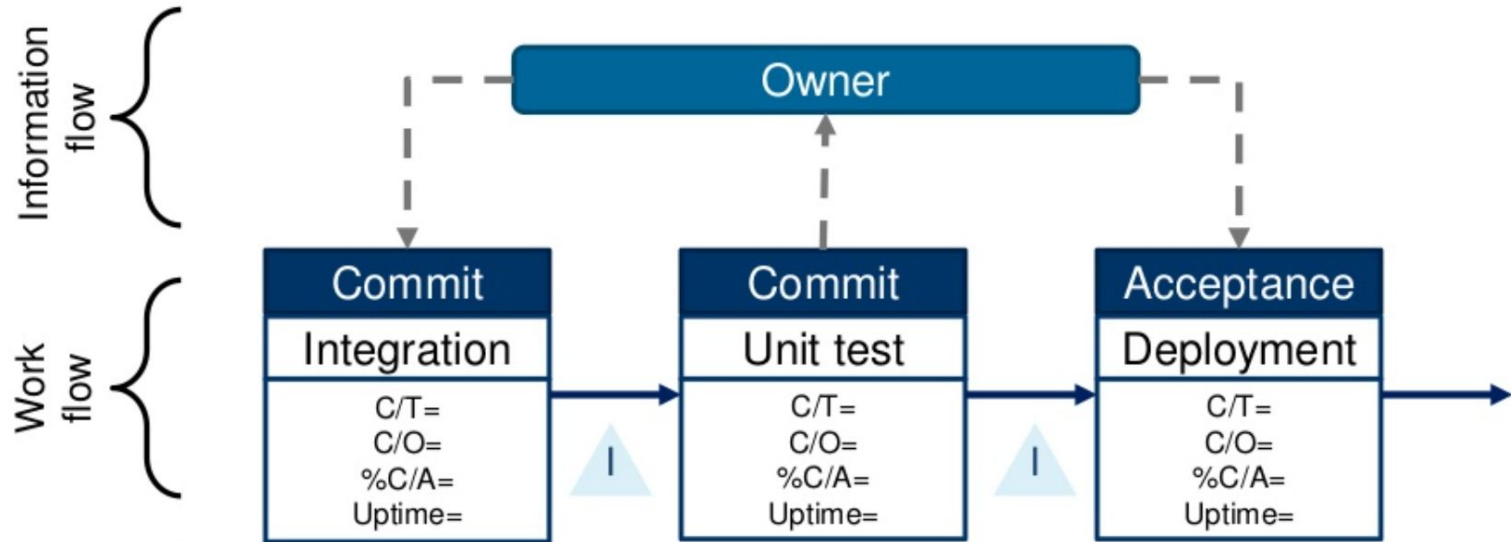 Information
flow
Owner
Work
flow
Commit
Integration
C/T=
C/O=
%C/A=
Uptime=
I
Commit
Unit test
C/T=
C/O=
%C/A=
Uptime=
I
Acceptance
Deployment
C/T=
C/O=
%C/A=
Uptime=